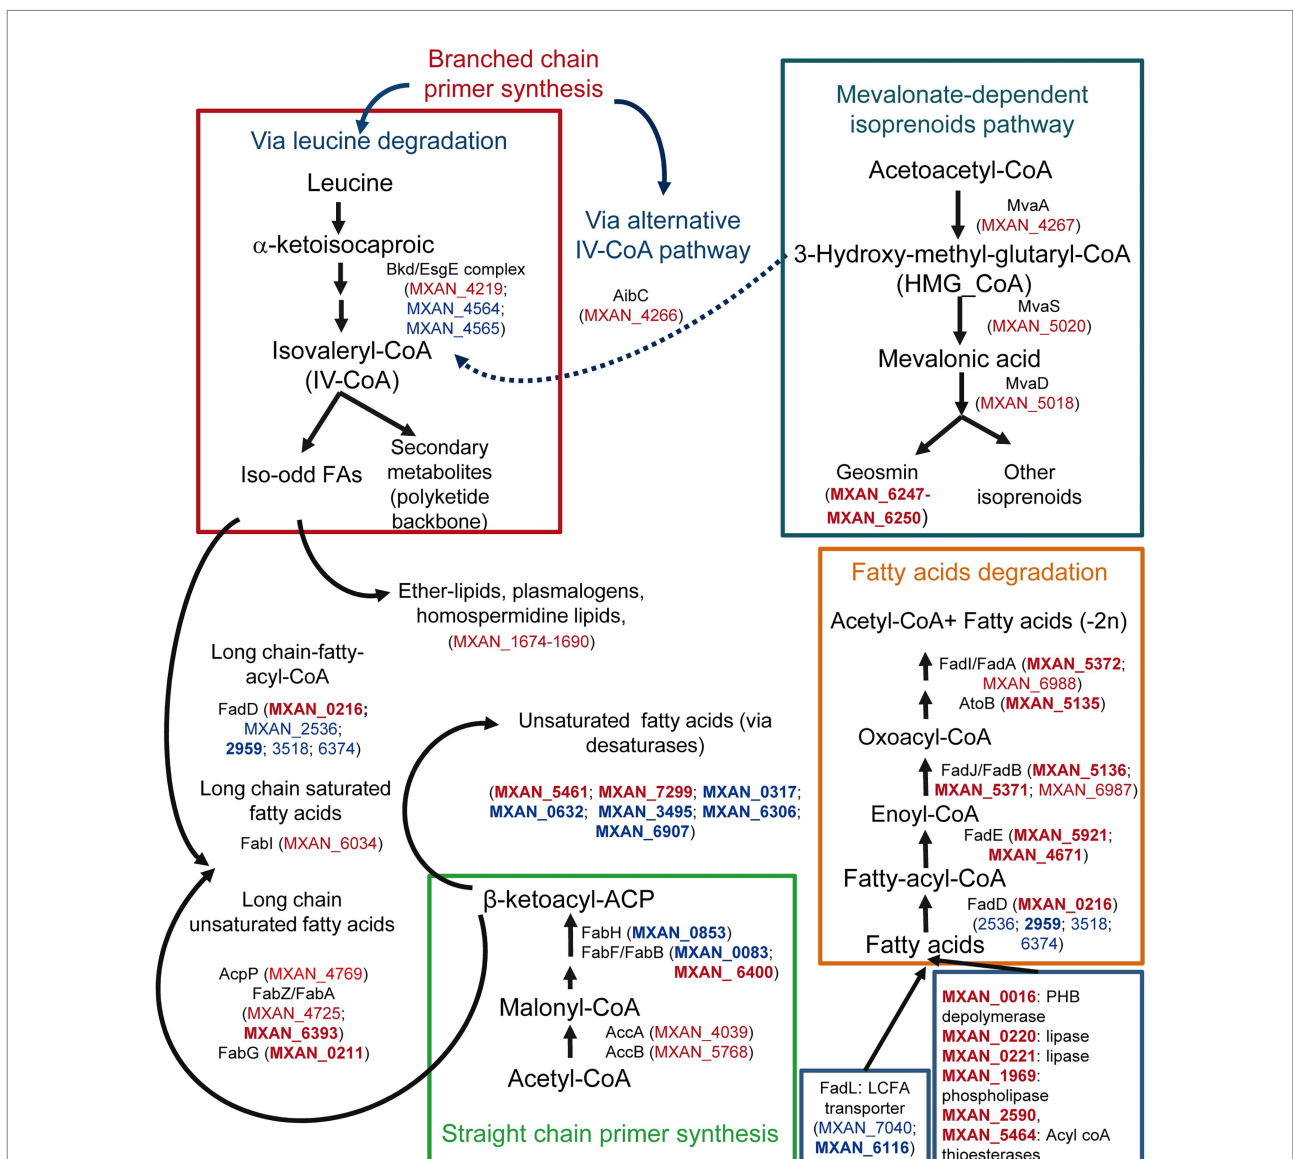 Branched chain
primer synthesis
Via leucine degradation
Leucine
α-ketoisocaproic
Bkd/EsgE complex
(MXAN_4219;
MXAN_4564;
MXAN_4565)
Isovaleryl-CoA
(IV-CoA)
Iso-odd FAs
Secondary
metabolites
(polyketide
backbone)
Via alternative
IV-CoA pathway
AibC
(MXAN_4266)
Mevalonate-dependent
isoprenoids pathway
Acetoacetyl-CoA
MvaA
(MXAN_4267)
3-Hydroxy-methyl-glutaryl-CoA
(HMG_CoA)
MvaS
(MXAN_5020)
Mevalonic acid
MvaD
(MXAN_5018)
Geosmin
(MXAN_6247-
MXAN_6250)
Other
isoprenoids
Ether-lipids, plasmalogens,
homospermidine lipids,
(MXAN_1674-1690)
Long chain-fatty-
acyl-CoA
FadD (MXAN_0216;
MXAN_2536;
2959; 3518; 6374)
Long chain saturated
fatty acids
FabI (MXAN_6034)
Long chain
unsaturated fatty acids
AcpP (MXAN_4769)
FabZ/FabA
(MXAN_4725;
MXAN_6393)
FabG (MXAN_0211)
Unsaturated fatty acids (via
desaturases)
(MXAN_5461; MXAN_7299; MXAN_0317;
MXAN_0632; MXAN_3495; MXAN_6306;
MXAN_6907)
β-ketoacyl-ACP
FabH (MXAN_0853)
FabF/FabB (MXAN_0083;
MXAN_6400)
Malonyl-CoA
AccA (MXAN_4039)
AccB (MXAN_5768)
Acetyl-CoA
Straight chain primer synthesis
Fatty acids degradation
Acetyl-CoA+ Fatty acids (-2n)
FadI/FadA (MXAN_5372;
MXAN_6988)
AtoB (MXAN_5135)
Oxoacyl-CoA
FadJ/FadB (MXAN_5136;
MXAN_5371; MXAN_6987)
Enoyl-CoA
FadE (MXAN_5921;
MXAN_4671)
Fatty-acyl-CoA
FadD (MXAN_0216)
(2536; 2959; 3518;
6374)
Fatty acids
FadL: LCFA
transporter
(MXAN_7040;
MXAN_6116)
MXAN_0016: PHB
depolymerase
MXAN_0220: lipase
MXAN_0221: lipase
MXAN_1969:
phospholipase
MXAN_2590,
MXAN_5464: Acyl coA
thioesterases